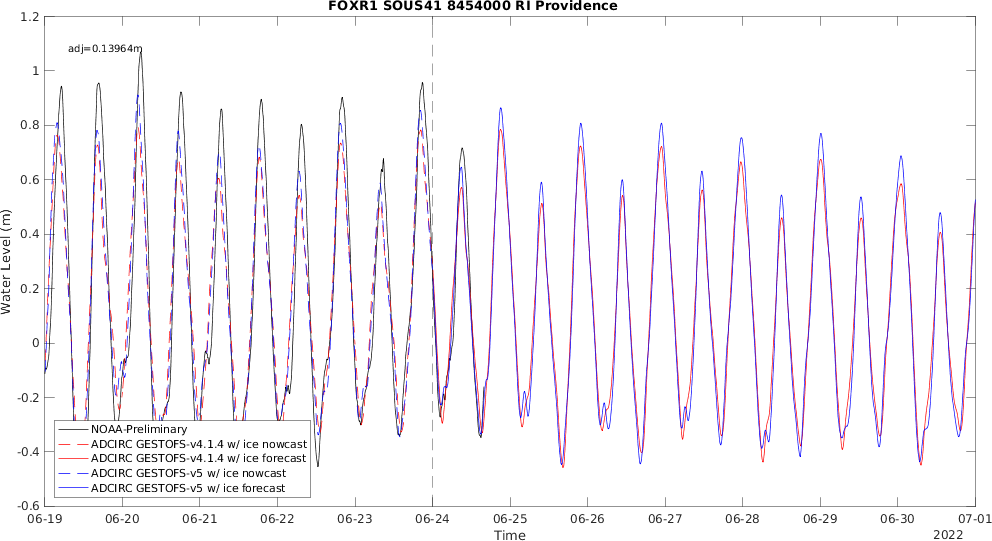 FOXR1 SOUS41 8454000 RI Providence
adj=0.13964m
1.2
1
0.8
0.6
0.4
0.2
0
-0.2
-0.4
-0.6
Water Level (m)
NOAA-Preliminary
ADCIRC GESTOFS-v4.1.4 w/ ice nowcast
ADCIRC GESTOFS-v4.1.4 w/ ice forecast
ADCIRC GESTOFS-v5 w/ ice nowcast
ADCIRC GESTOFS-v5 w/ ice forecast
06-19 06-20 06-21 06-22 06-23 06-24 06-25 06-26 06-27 06-28 06-29 06-30 07-01
Time
2022